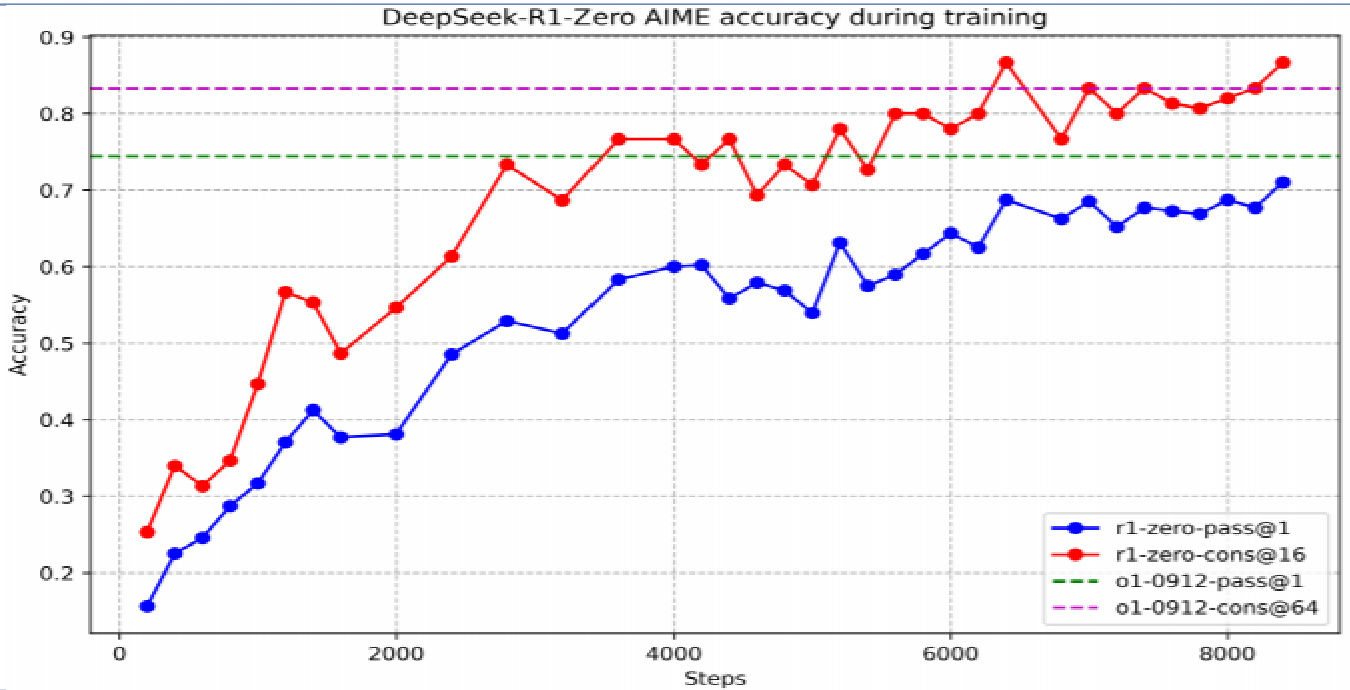 DeepSeek-R1-Zero AIME accuracy during training
0.9
0.8
0.7
0.6
0.5
0.4
0.3
0.2
Accuracy
0 2000 4000 6000 8000
Steps
r1-zero-pass@1
r1-zero-cons@16
o1-0912-pass@1
o1-0912-cons@64